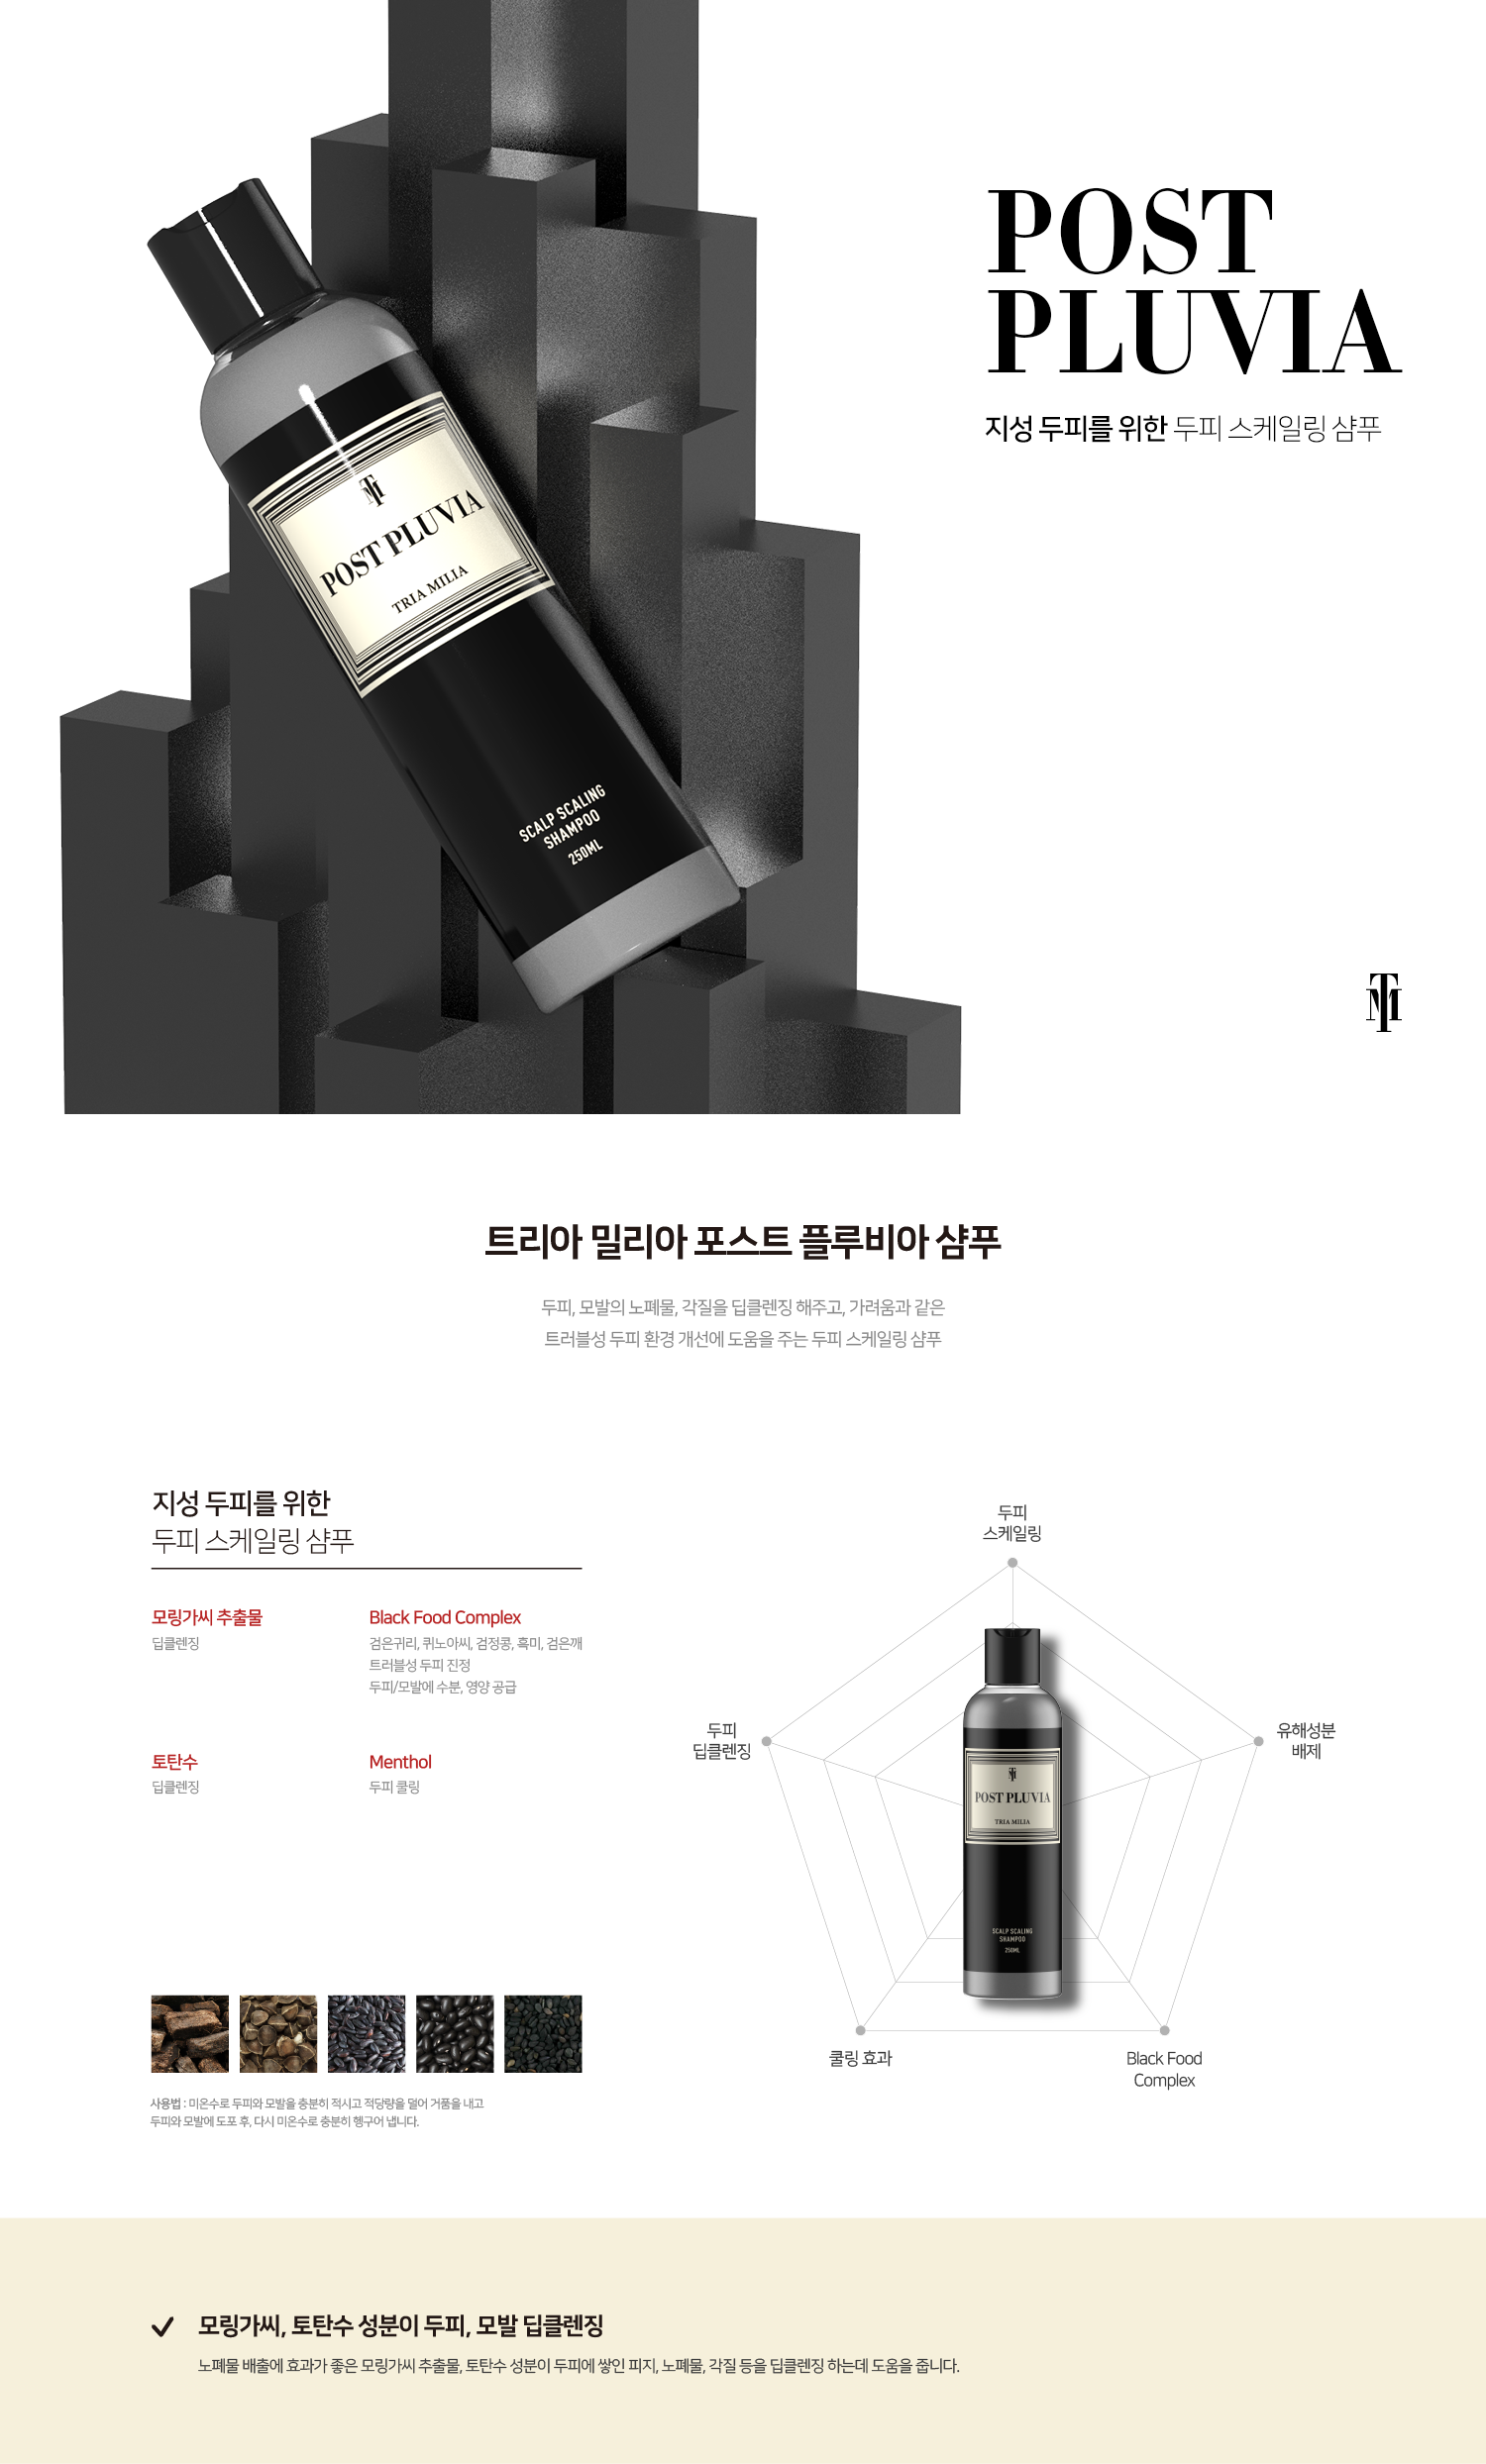 POST
PLUVIA
지성 두피를 위한 두피 스케일링 샴푸
TM
POST PLUVIA
TRIA MILIA
SCALP SCALING
SHAMPOO
250ML
TM
트리아 밀리아 포스트 플루비아 샴푸
두피, 모발의 노폐물, 각질을 딥클렌징 해주고, 가려움과 같은
트러블성 두피 환경 개선에 도움을 주는 두피 스케일링 샴푸
지성 두피를 위한
두피 스케일링 샴푸
모링가씨 추출물
딥클렌징
Black Food Complex
검은귀리, 퀴노아씨, 검정콩, 흑미, 검은깨
트러블성 두피 진정
두피/모발에 수분, 영양 공급
토탄수
딥클렌징
Menthol
두피 쿨링
사용법 : 미온수로 두피와 모발을 충분히 적시고 적당량을 덜어 거품을 내고
두피와 모발에 도포 후, 다시 미온수로 충분히 헹구어 냅니다.
두피
스케일링
두피
딥클렌징
유해성분
배제
TM
POST PLUVIA
TRIA MILIA
SCALP SCALING
SHAMPOO
250ML
쿨링 효과
Black Food
Complex
모링가씨, 토탄수 성분이 두피, 모발 딥클렌징
노폐물 배출에 효과가 좋은 모링가씨 추출물, 토탄수 성분이 두피에 쌓인 피지, 노폐물, 각질 등을 딥클렌징 하는데 도움을 줍니다.